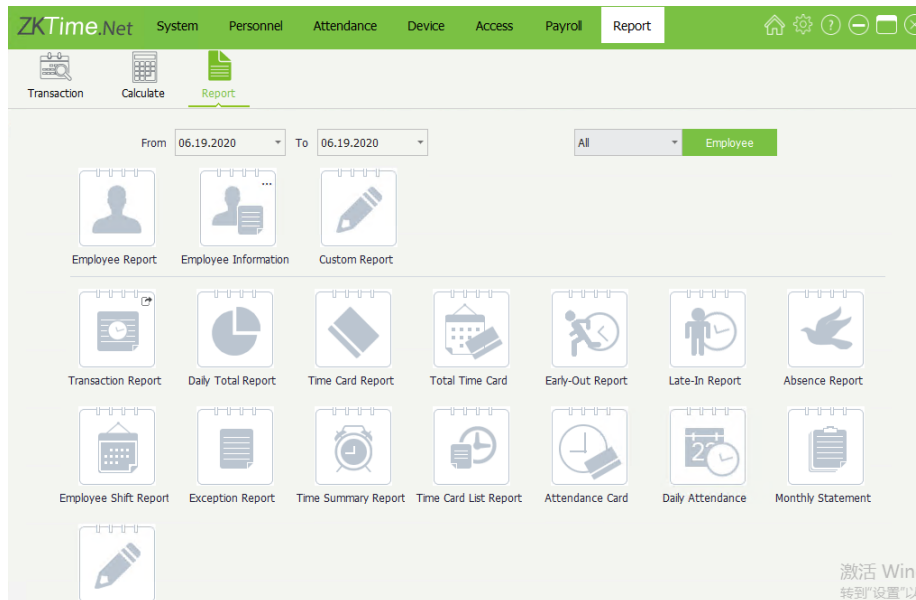 ZKTime.Net System Personnel Attendance Device Access Payroll Report
Transaction Calculate Report
From 06.19.2020 To 06.19.2020 All Employee
Employee Report Employee Information Custom Report
Transaction Report Daily Total Report Time Card Report Total Time Card Early-Out Report Late-In Report Absence Report
Employee Shift Report Exception Report Time Summary Report Time Card List Report Attendance Card Daily Attendance Monthly Statement
激活 Win
转到"设置"以